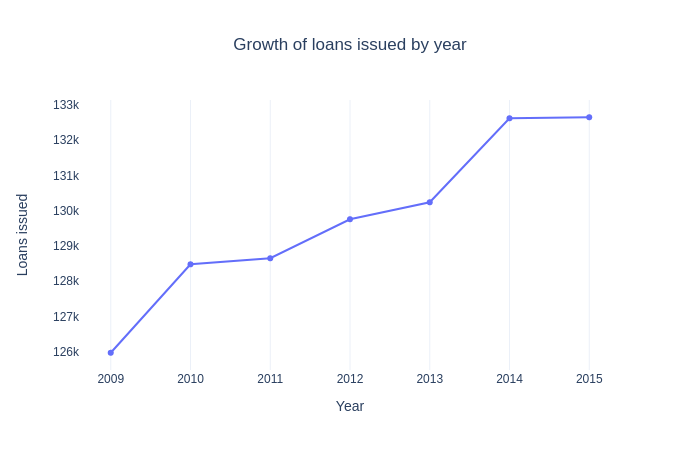 Growth of loans issued by year
133k
132k
131k
130k
129k
128k
127k
126k
Loans issued
2009 2010 2011 2012 2013 2014 2015
Year